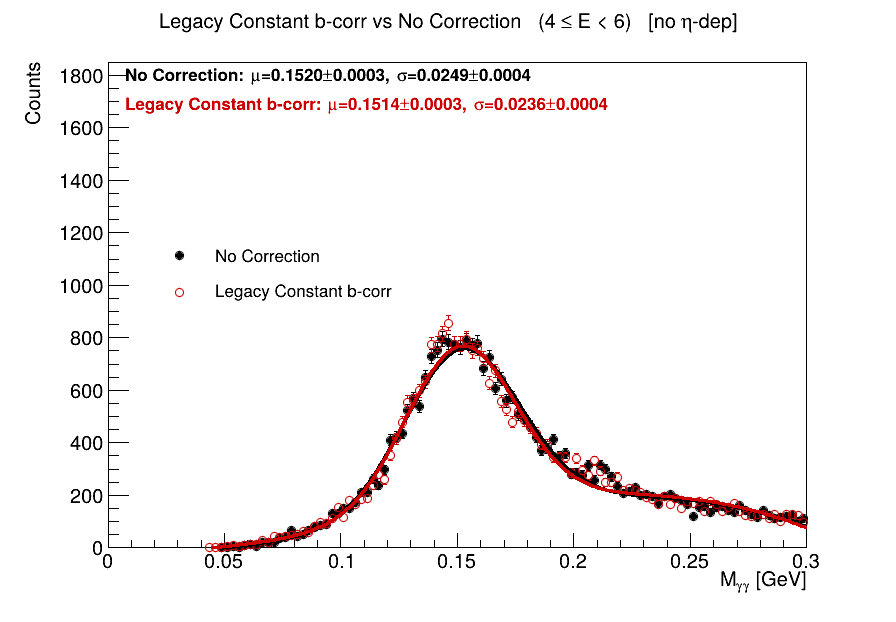 Legacy Constant b-corr vs No Correction (4 ≤ E < 6) [no η-dep]
Counts
No Correction: μ=0.1520±0.0003, σ=0.0249±0.0004
Legacy Constant b-corr: μ=0.1514±0.0003, σ=0.0236±0.0004
No Correction
Legacy Constant b-corr
1800
1600
1400
1200
1000
800
600
400
200
0
0 0.05 0.1 0.15 0.2 0.25 0.3
Mγγ [GeV]